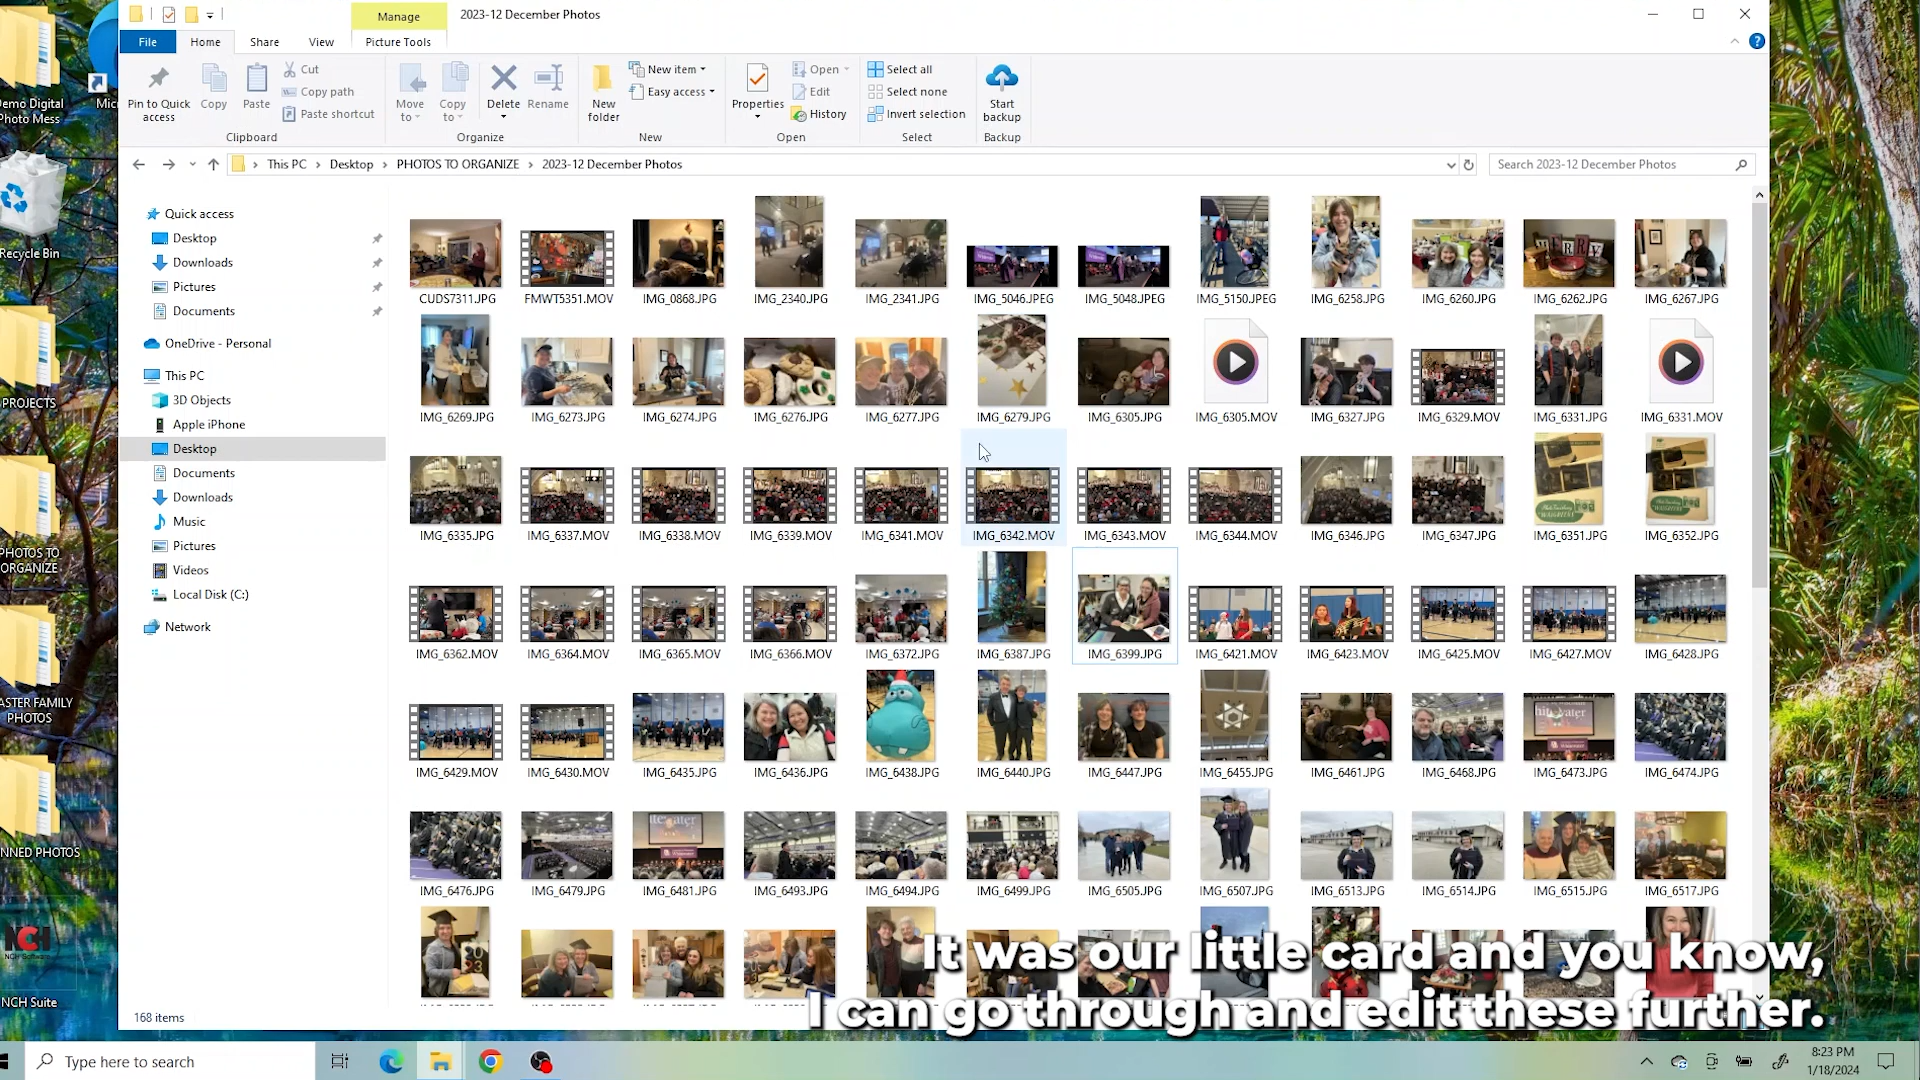 Manage
2023-12 December Photos
File
Home
Share
View
Picture Tools
Pin to Quick access
Copy
Paste
Cut
Copy path
Paste shortcut
Move to
Copy to
Delete
Rename
New folder
New item
Easy access
Properties
Open
Edit
History
Select all
Select none
Invert selection
Start backup
Clipboard
Organize
New
Open
Select
Backup
This PC
Desktop
PHOTOS TO ORGANIZE
2023-12 December Photos
Search 2023-12 December Photos
Quick access
Desktop
Downloads
Pictures
Documents
OneDrive - Personal
This PC
3D Objects
Apple iPhone
Desktop
Documents
Downloads
Music
Pictures
Videos
Local Disk (C:)
Network
CUDS7311.JPG
FMWT5351.MOV
IMG_0868.JPG
IMG_2340.JPG
IMG_2341.JPG
IMG_5046.JPEG
IMG_5048.JPEG
IMG_5150.JPEG
IMG_6258.JPG
IMG_6260.JPG
IMG_6262.JPG
IMG_6267.JPG
IMG_6269.JPG
IMG_6273.JPG
IMG_6274.JPG
IMG_6276.JPG
IMG_6277.JPG
IMG_6279.JPG
IMG_6305.JPG
IMG_6305.MOV
IMG_6327.JPG
IMG_6329.MOV
IMG_6331.JPG
IMG_6331.MOV
IMG_6335.JPG
IMG_6337.MOV
IMG_6338.MOV
IMG_6339.MOV
IMG_6341.MOV
IMG_6342.MOV
IMG_6343.MOV
IMG_6344.MOV
IMG_6346.JPG
IMG_6347.JPG
IMG_6351.JPG
IMG_6352.JPG
IMG_6362.MOV
IMG_6364.MOV
IMG_6365.MOV
IMG_6366.MOV
IMG_6372.JPG
IMG_6387.JPG
IMG_6399.JPG
IMG_6421.MOV
IMG_6423.MOV
IMG_6425.MOV
IMG_6427.MOV
IMG_6428.JPG
IMG_6429.MOV
IMG_6430.MOV
IMG_6435.JPG
IMG_6436.JPG
IMG_6438.JPG
IMG_6440.JPG
IMG_6447.JPG
IMG_6455.JPG
IMG_6461.JPG
IMG_6468.JPG
IMG_6473.JPG
IMG_6474.JPG
IMG_6476.JPG
IMG_6479.JPG
IMG_6481.JPG
IMG_6493.JPG
IMG_6494.JPG
IMG_6499.JPG
IMG_6505.JPG
IMG_6507.JPG
IMG_6513.JPG
IMG_6514.JPG
IMG_6515.JPG
IMG_6517.JPG
168 items
emo Digital
Photo Mess
Mic
Recycle Bin
PROJECTS
PHOTOS TO
ORGANIZE
ASTER FAMILY
PHOTOS
NNED PHOTOS
NCH
NCH Suite
It was our little card and you know,
I can go through and edit these further.
Type here to search
8:23 PM
1/18/2024